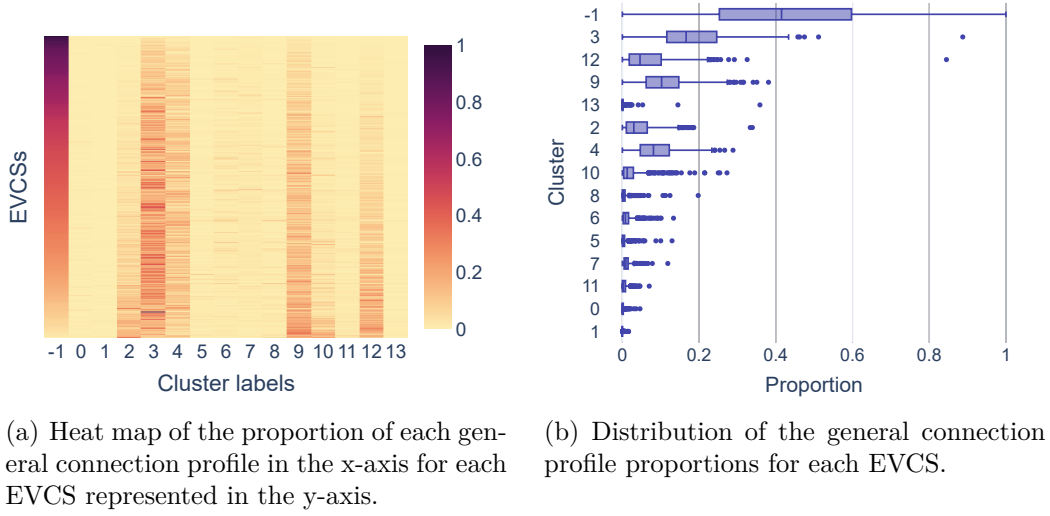 EVCSs
1
0.8
0.6
0.4
0.2
0
-1 0 1 2 3 4 5 6 7 8 9 10 11 12 13
Cluster labels
(a) Heat map of the proportion of each gen-
eral connection profile in the x-axis for each
EVCS represented in the y-axis.
Cluster
-1
3
12
9
13
2
4
10
8
6
5
7
11
0
1
0 0.2 0.4 0.6 0.8 1
Proportion
(b) Distribution of the general connection
profile proportions for each EVCS.